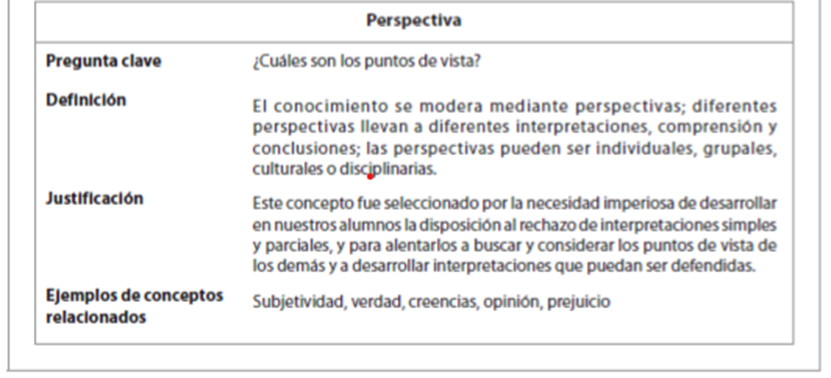 Perspectiva
Pregunta clave
¿Cuáles son los puntos de vista?
Definición
El conocimiento se modera mediante perspectivas; diferentes
perspectivas llevan a diferentes interpretaciones, comprensión y
conclusiones; las perspectivas pueden ser individuales, grupales,
culturales o disciplinarias.
Justificación
Este concepto fue seleccionado por la necesidad imperiosa de desarrollar
en nuestros alumnos la disposición al rechazo de interpretaciones simples
y parciales, y para alentarlos a buscar y considerar los puntos de vista de
los demás y a desarrollar interpretaciones que puedan ser defendidas.
Ejemplos de conceptos
relacionados
Subjetividad, verdad, creencias, opinión, prejuicio